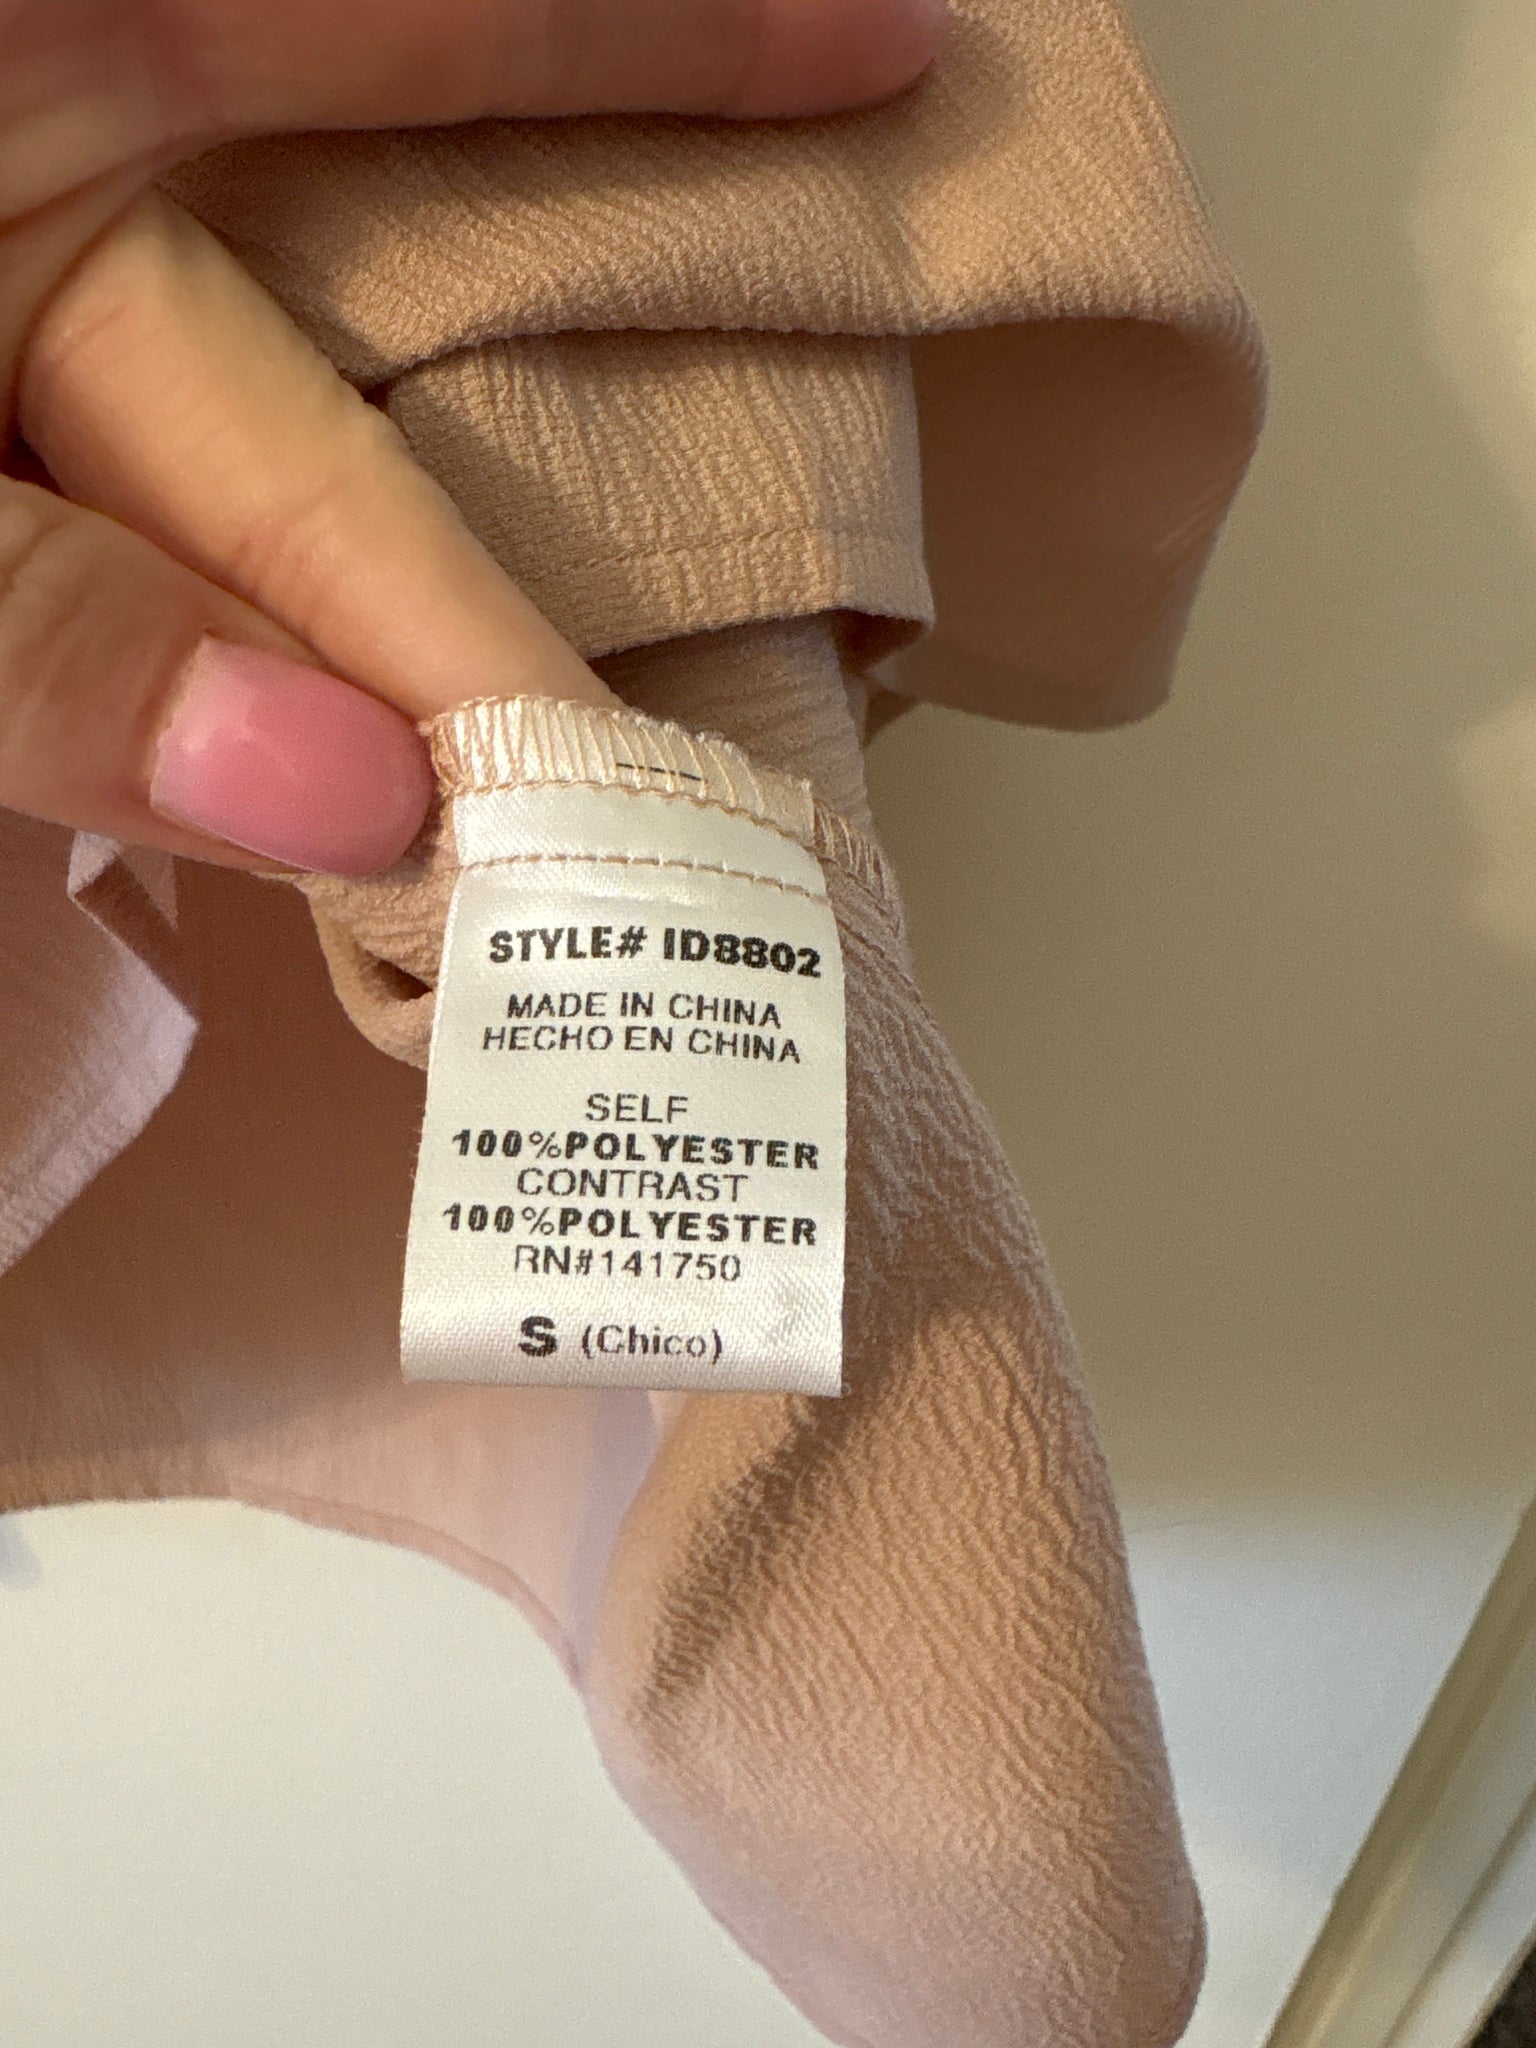 STYLE# ID8802
MADE IN CHINA
HECHO EN CHINA
SELF
100%POLYESTER
CONTRAST
100%POLYESTER
RN#141750
S (Chico)